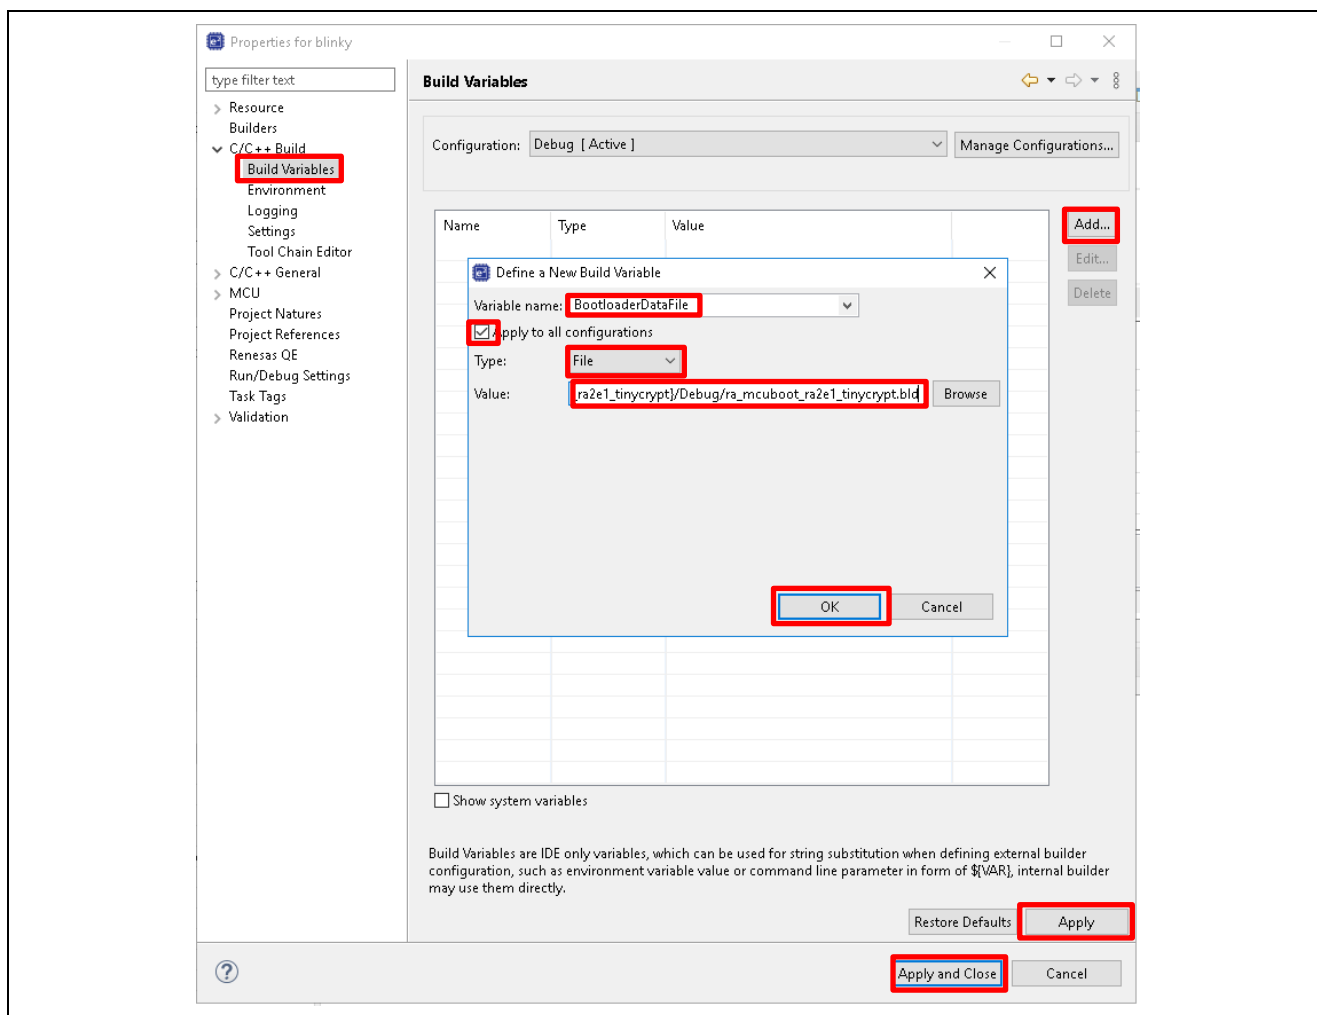 Properties for blinky
type filter text
Resource
Builders
C/C++ Build
Build Variables
Environment
Logging
Settings
Tool Chain Editor
C/C++ General
MCU
Project Natures
Project References
Renesas QE
Run/Debug Settings
Task Tags
Validation
Build Variables
Configuration: Debug [ Active ] Manage Configurations...
Name Type Value
Add...
Edit...
Delete
Define a New Build Variable
Variable name: BootloaderDataFile
Apply to all configurations
Type: File
Value: _ra2e1_tinycrypt}/Debug/ra_mcuboot_ra2e1_tinycrypt.bld Browse
OK Cancel
Show system variables
Build Variables are IDE only variables, which can be used for string substitution when defining external builder
configuration, such as environment variable value or command line parameter in form of ${VAR}, internal builder
may use them directly.
Restore Defaults Apply
Apply and Close Cancel